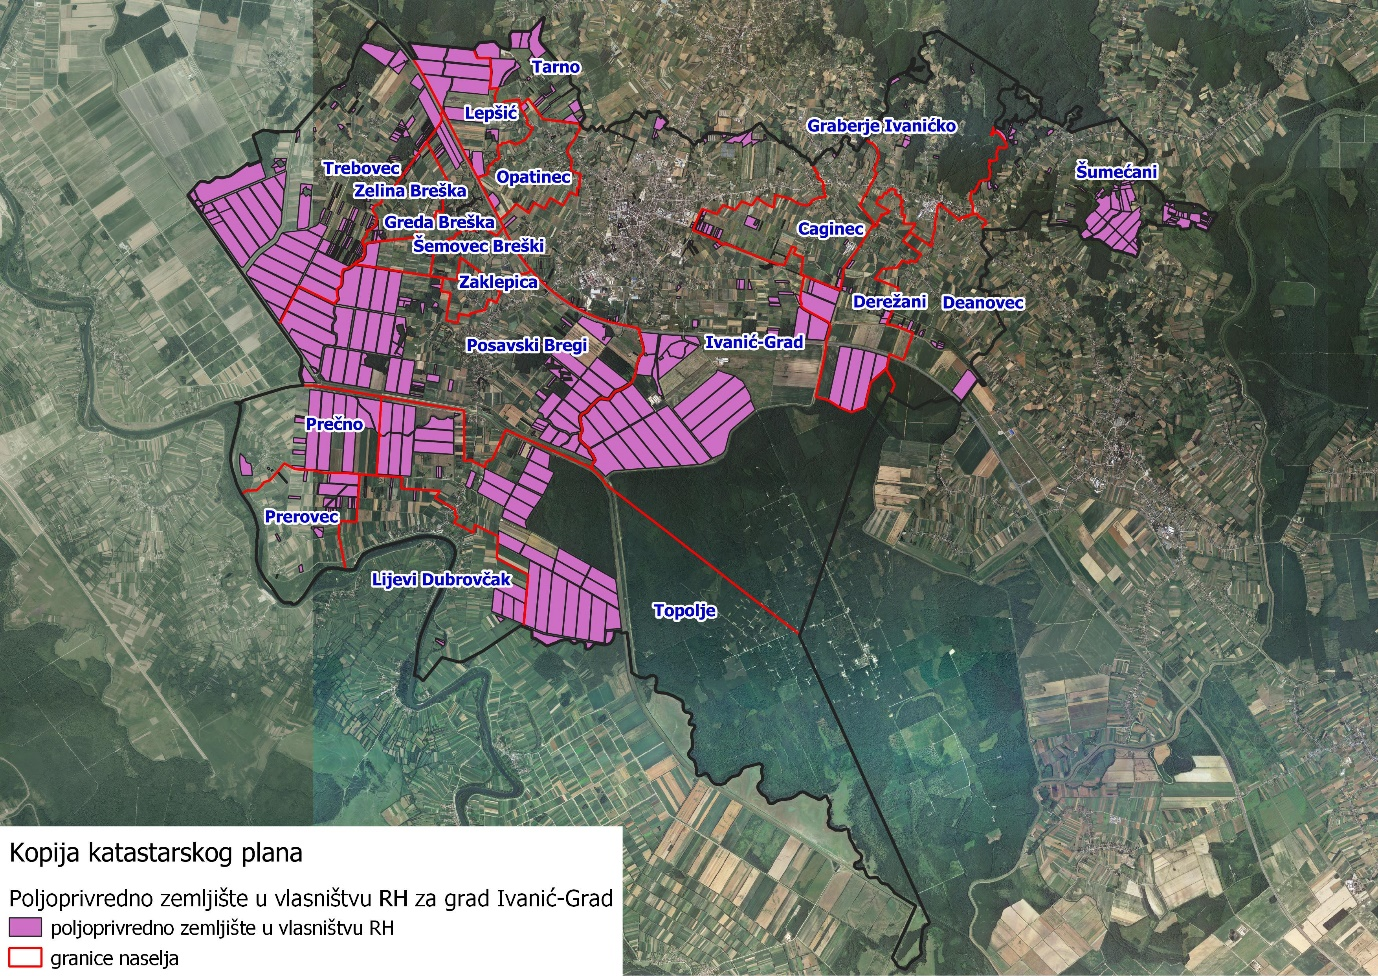 Tarno
Lepšić
Graberje Ivanićko
Trebovec
Opatinec
Šumećani
Zelina Breška
Greda Breška
Caginec
Šemovec Breški
Zaklepica
Derežani
Deanovec
Posavski Bregi
Ivanić-Grad
Prečno
Prerovec
Lijevi Dubrovčak
Topolje
Kopija katastarskog plana
Poljoprivredno zemljište u vlasništvu RH za grad Ivanić-Grad
poljoprivredno zemljište u vlasništvu RH
granice naselja